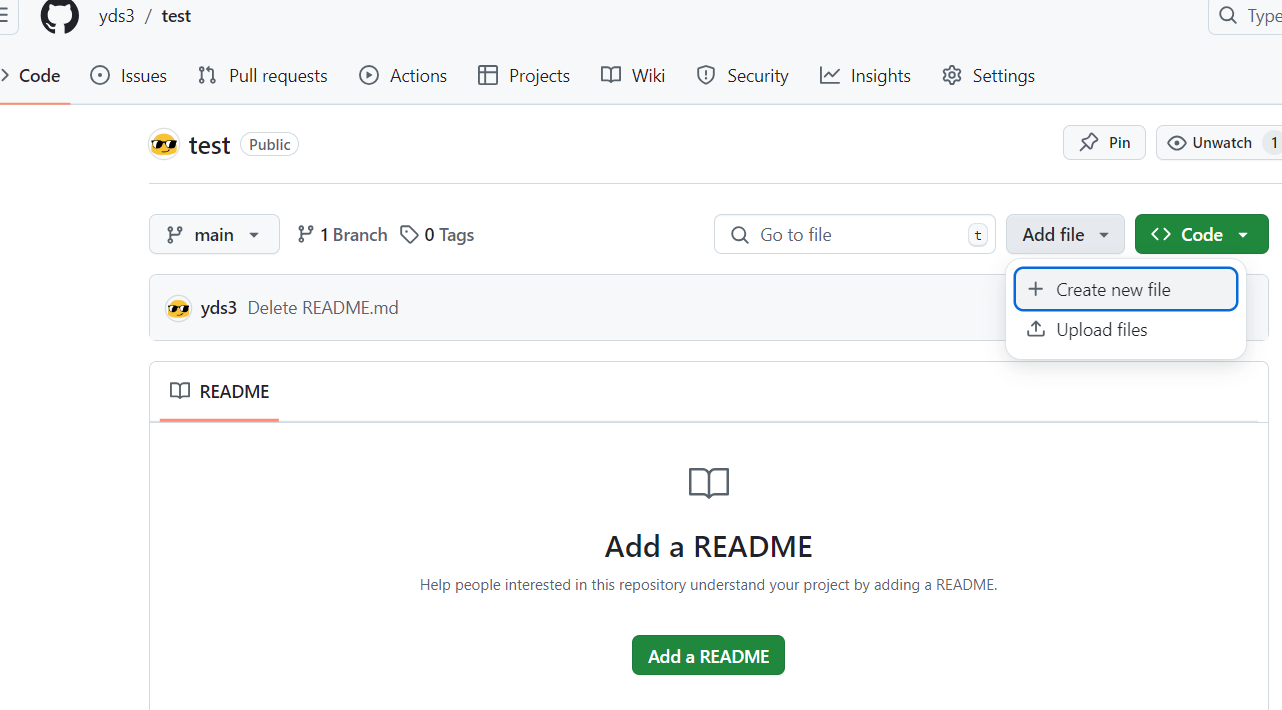 yds3 / test
Type
Code Issues Pull requests Actions Projects Wiki Security Insights Settings
test Public
Pin Unwatch 1
main 1 Branch 0 Tags Go to file t Add file Code
Create new file
yds3 Delete README.md
Upload files
README
Add a README
Help people interested in this repository understand your project by adding a README.
Add a README